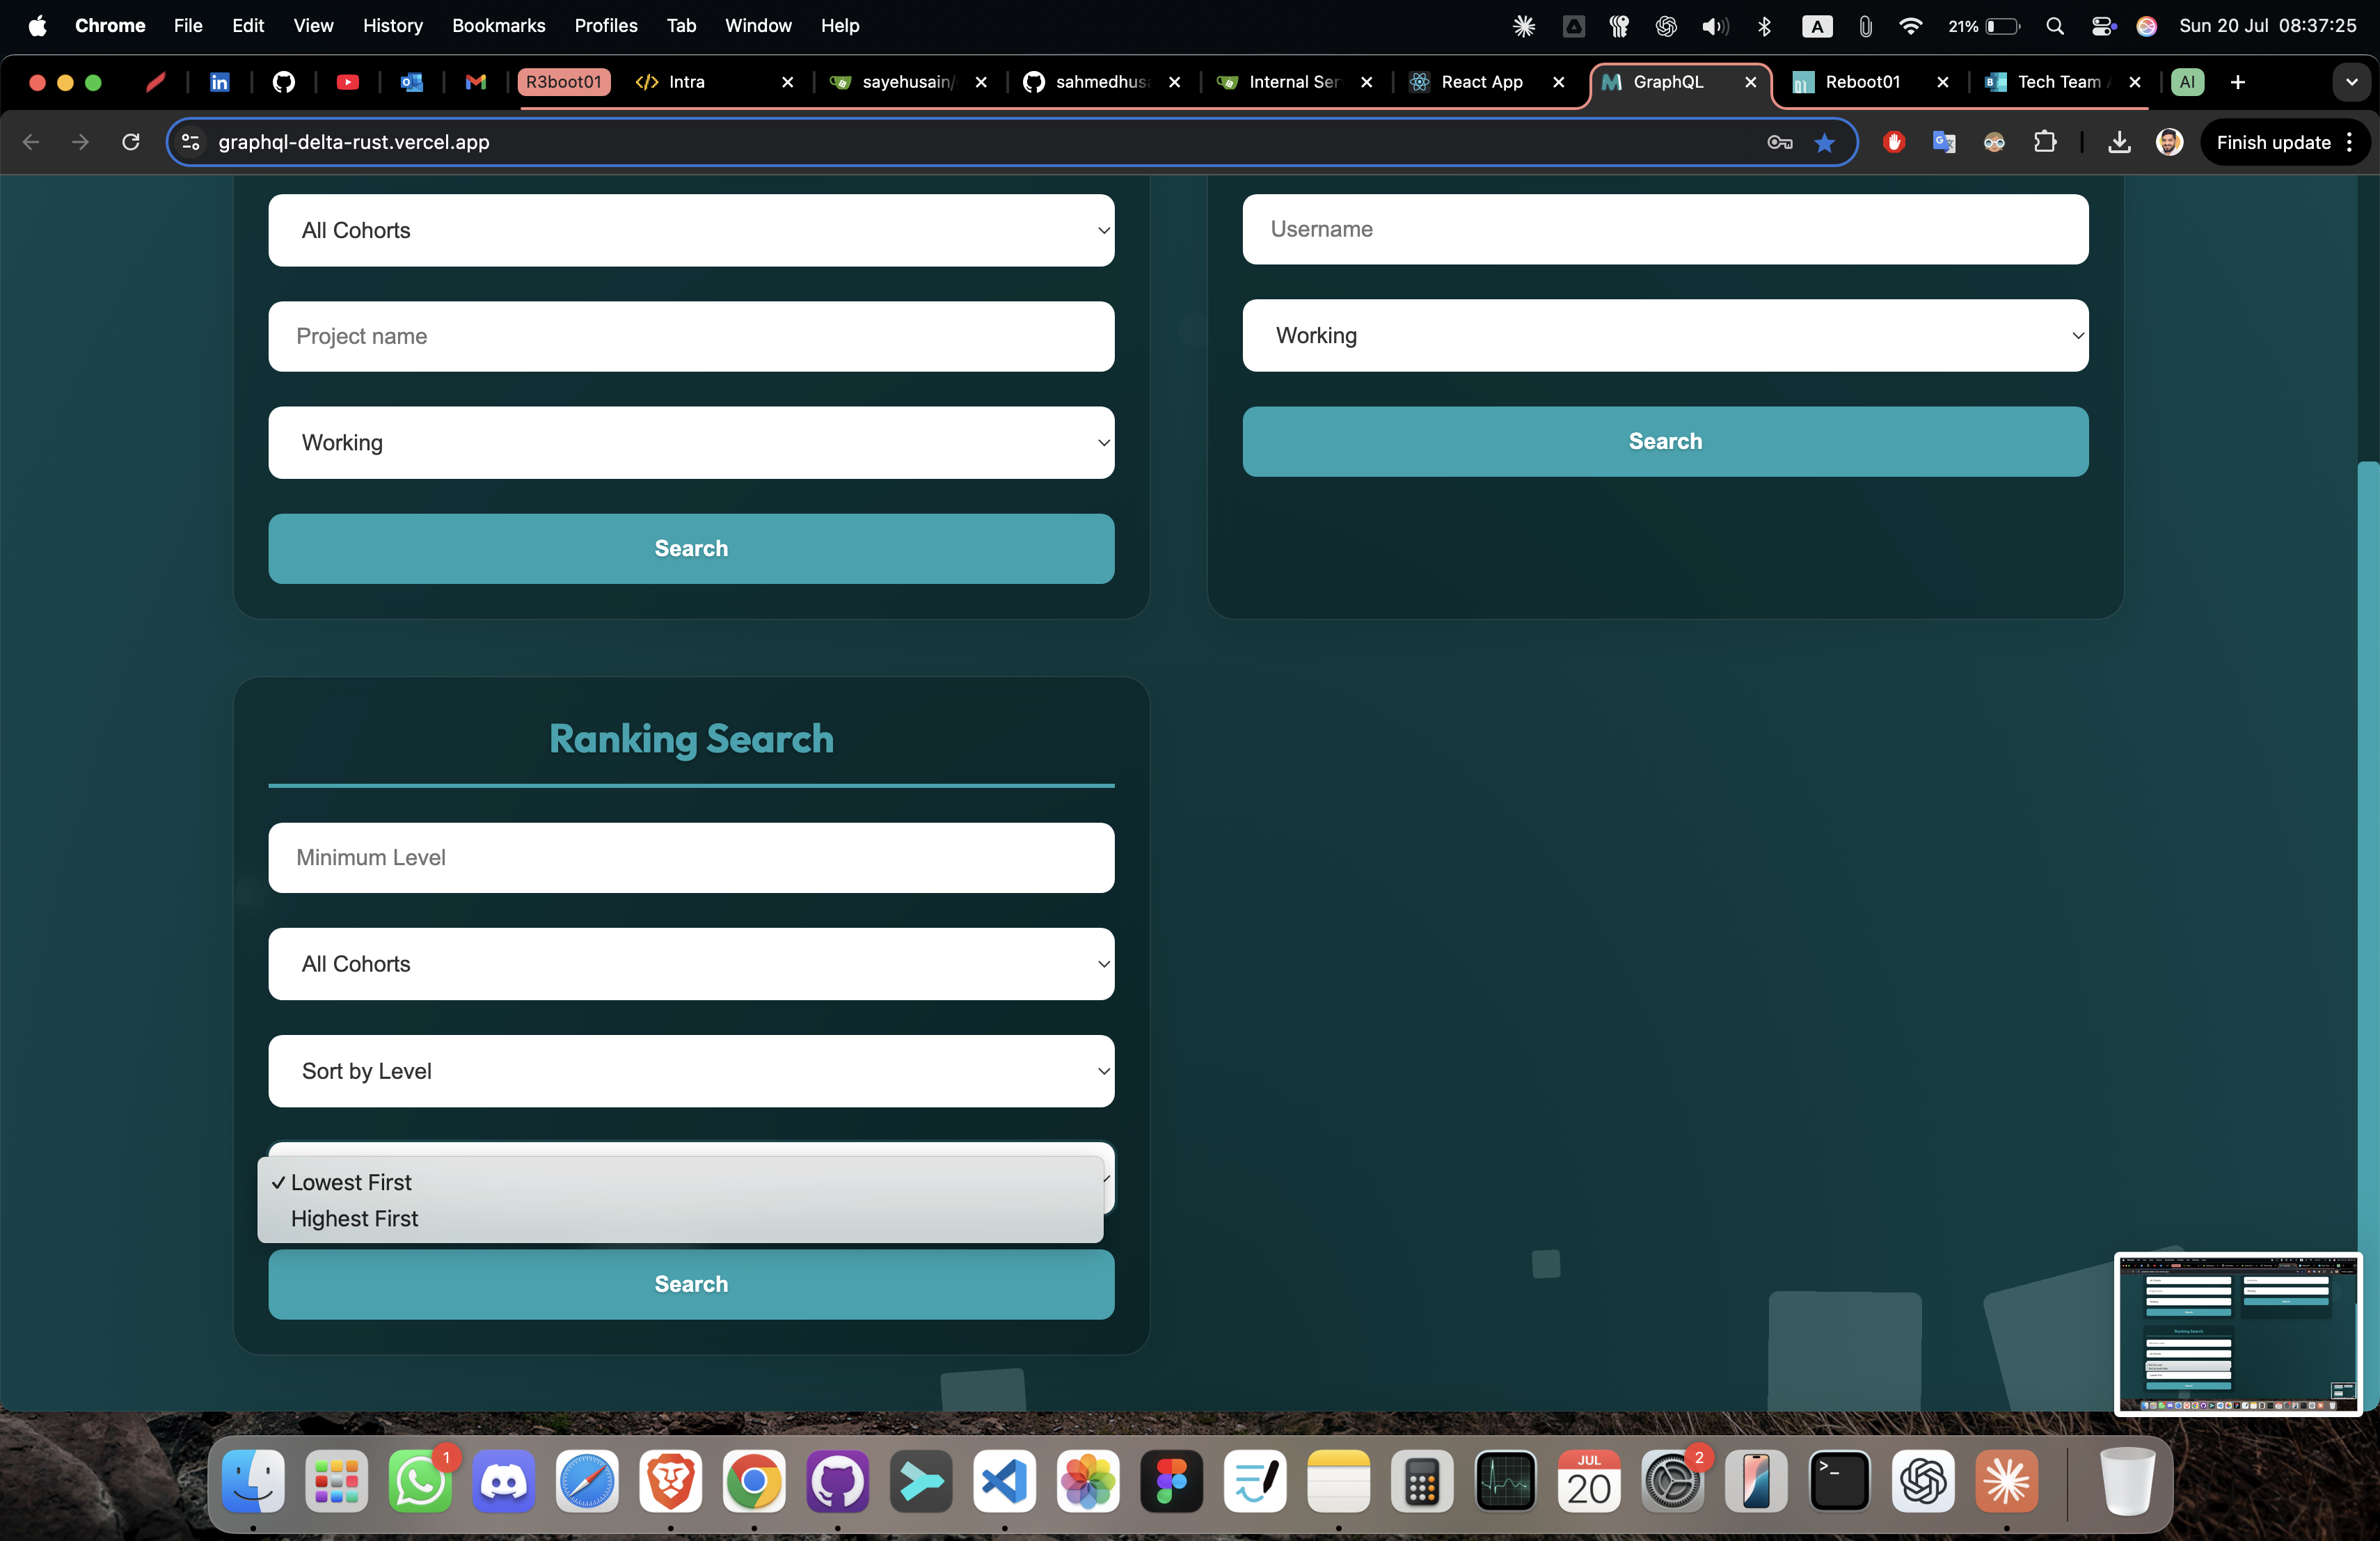 Chrome File Edit View History Bookmarks Profiles Tab Window Help A 21% Sun 20 Jul 08:37:25
R3boot01 Intra sayehusain/ sahmedhusa Internal Ser React App GraphQL Reboot01 Tech Team AI
graphql-delta-rust.vercel.app Finish update
All Cohorts
Username
Project name
Working
Working
Search
Search
Ranking Search
Minimum Level
All Cohorts
Sort by Level
✓ Lowest First
Highest First
Search
1
JUL
20
2
>_